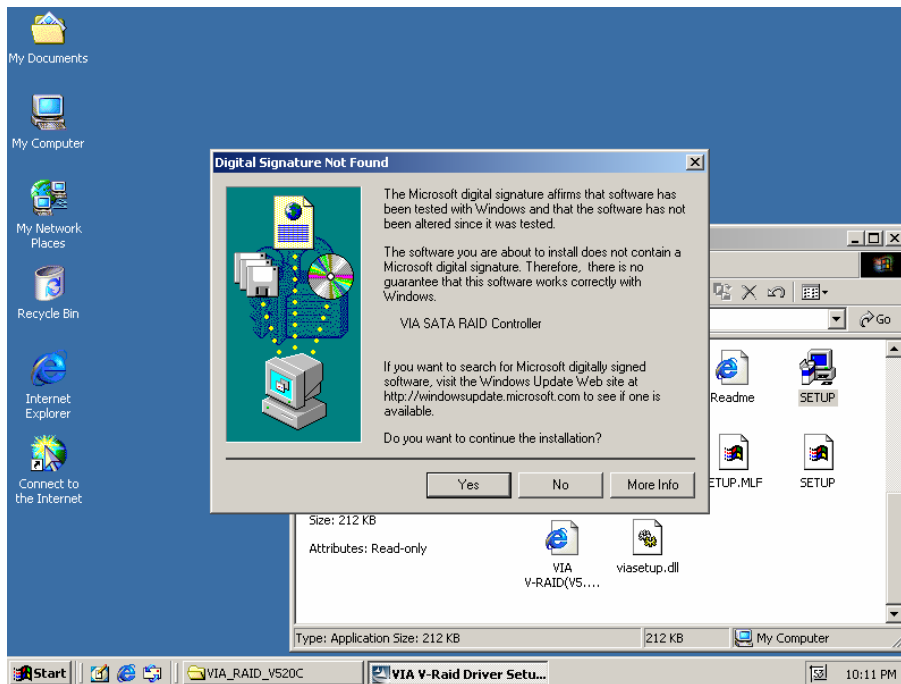 My Documents
My Computer
My Network
Places
Recycle Bin
Internet
Explorer
Connect to
the Internet
Digital Signature Not Found
The Microsoft digital signature affirms that software has
been tested with Windows and that the software has not
been altered since it was tested.
The software you are about to install does not contain a
Microsoft digital signature. Therefore, there is no
guarantee that this software works correctly with
Windows.
VIA SATA RAID Controller
If you want to search for Microsoft digitally signed
software, visit the Windows Update Web site at
http://windowsupdate.microsoft.com to see if one is
available.
Do you want to continue the installation?
Yes
No
More Info
Go
Readme
SETUP
ETUP.MLF
SETUP
Size: 212 KB
Attributes: Read-only
VIA
V-RAID(V5....
viasetup.dll
Type: Application Size: 212 KB
212 KB
My Computer
Start
VIA_RAID_V520C
VIA V-Raid Driver Setu...
10:11 PM